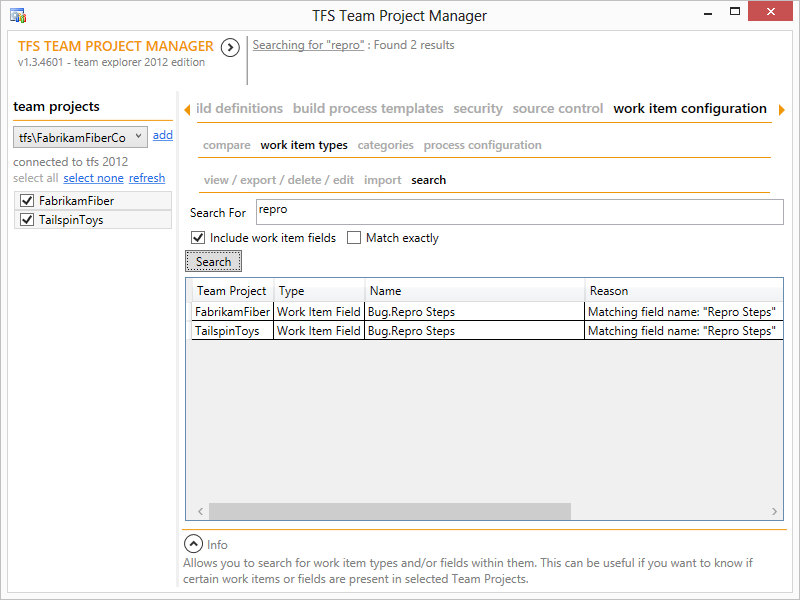 TFS Team Project Manager
TFS TEAM PROJECT MANAGER
v1.3.4601 - team explorer 2012 edition
Searching for "repro" : Found 2 results
team projects
tfs\FabrikamFiberCo add
connected to tfs 2012
select all select none refresh
FabrikamFiber
TailspinToys
ild definitions build process templates security source control work item configuration
compare work item types categories process configuration
view / export / delete / edit import search
Search For repro
Include work item fields Match exactly
Search
Team Project Type Name Reason
FabrikamFiber Work Item Field Bug.Repro Steps Matching field name: "Repro Steps"
TailspinToys Work Item Field Bug.Repro Steps Matching field name: "Repro Steps"
Info
Allows you to search for work item types and/or fields within them. This can be useful if you want to know if
certain work items or fields are present in selected Team Projects.